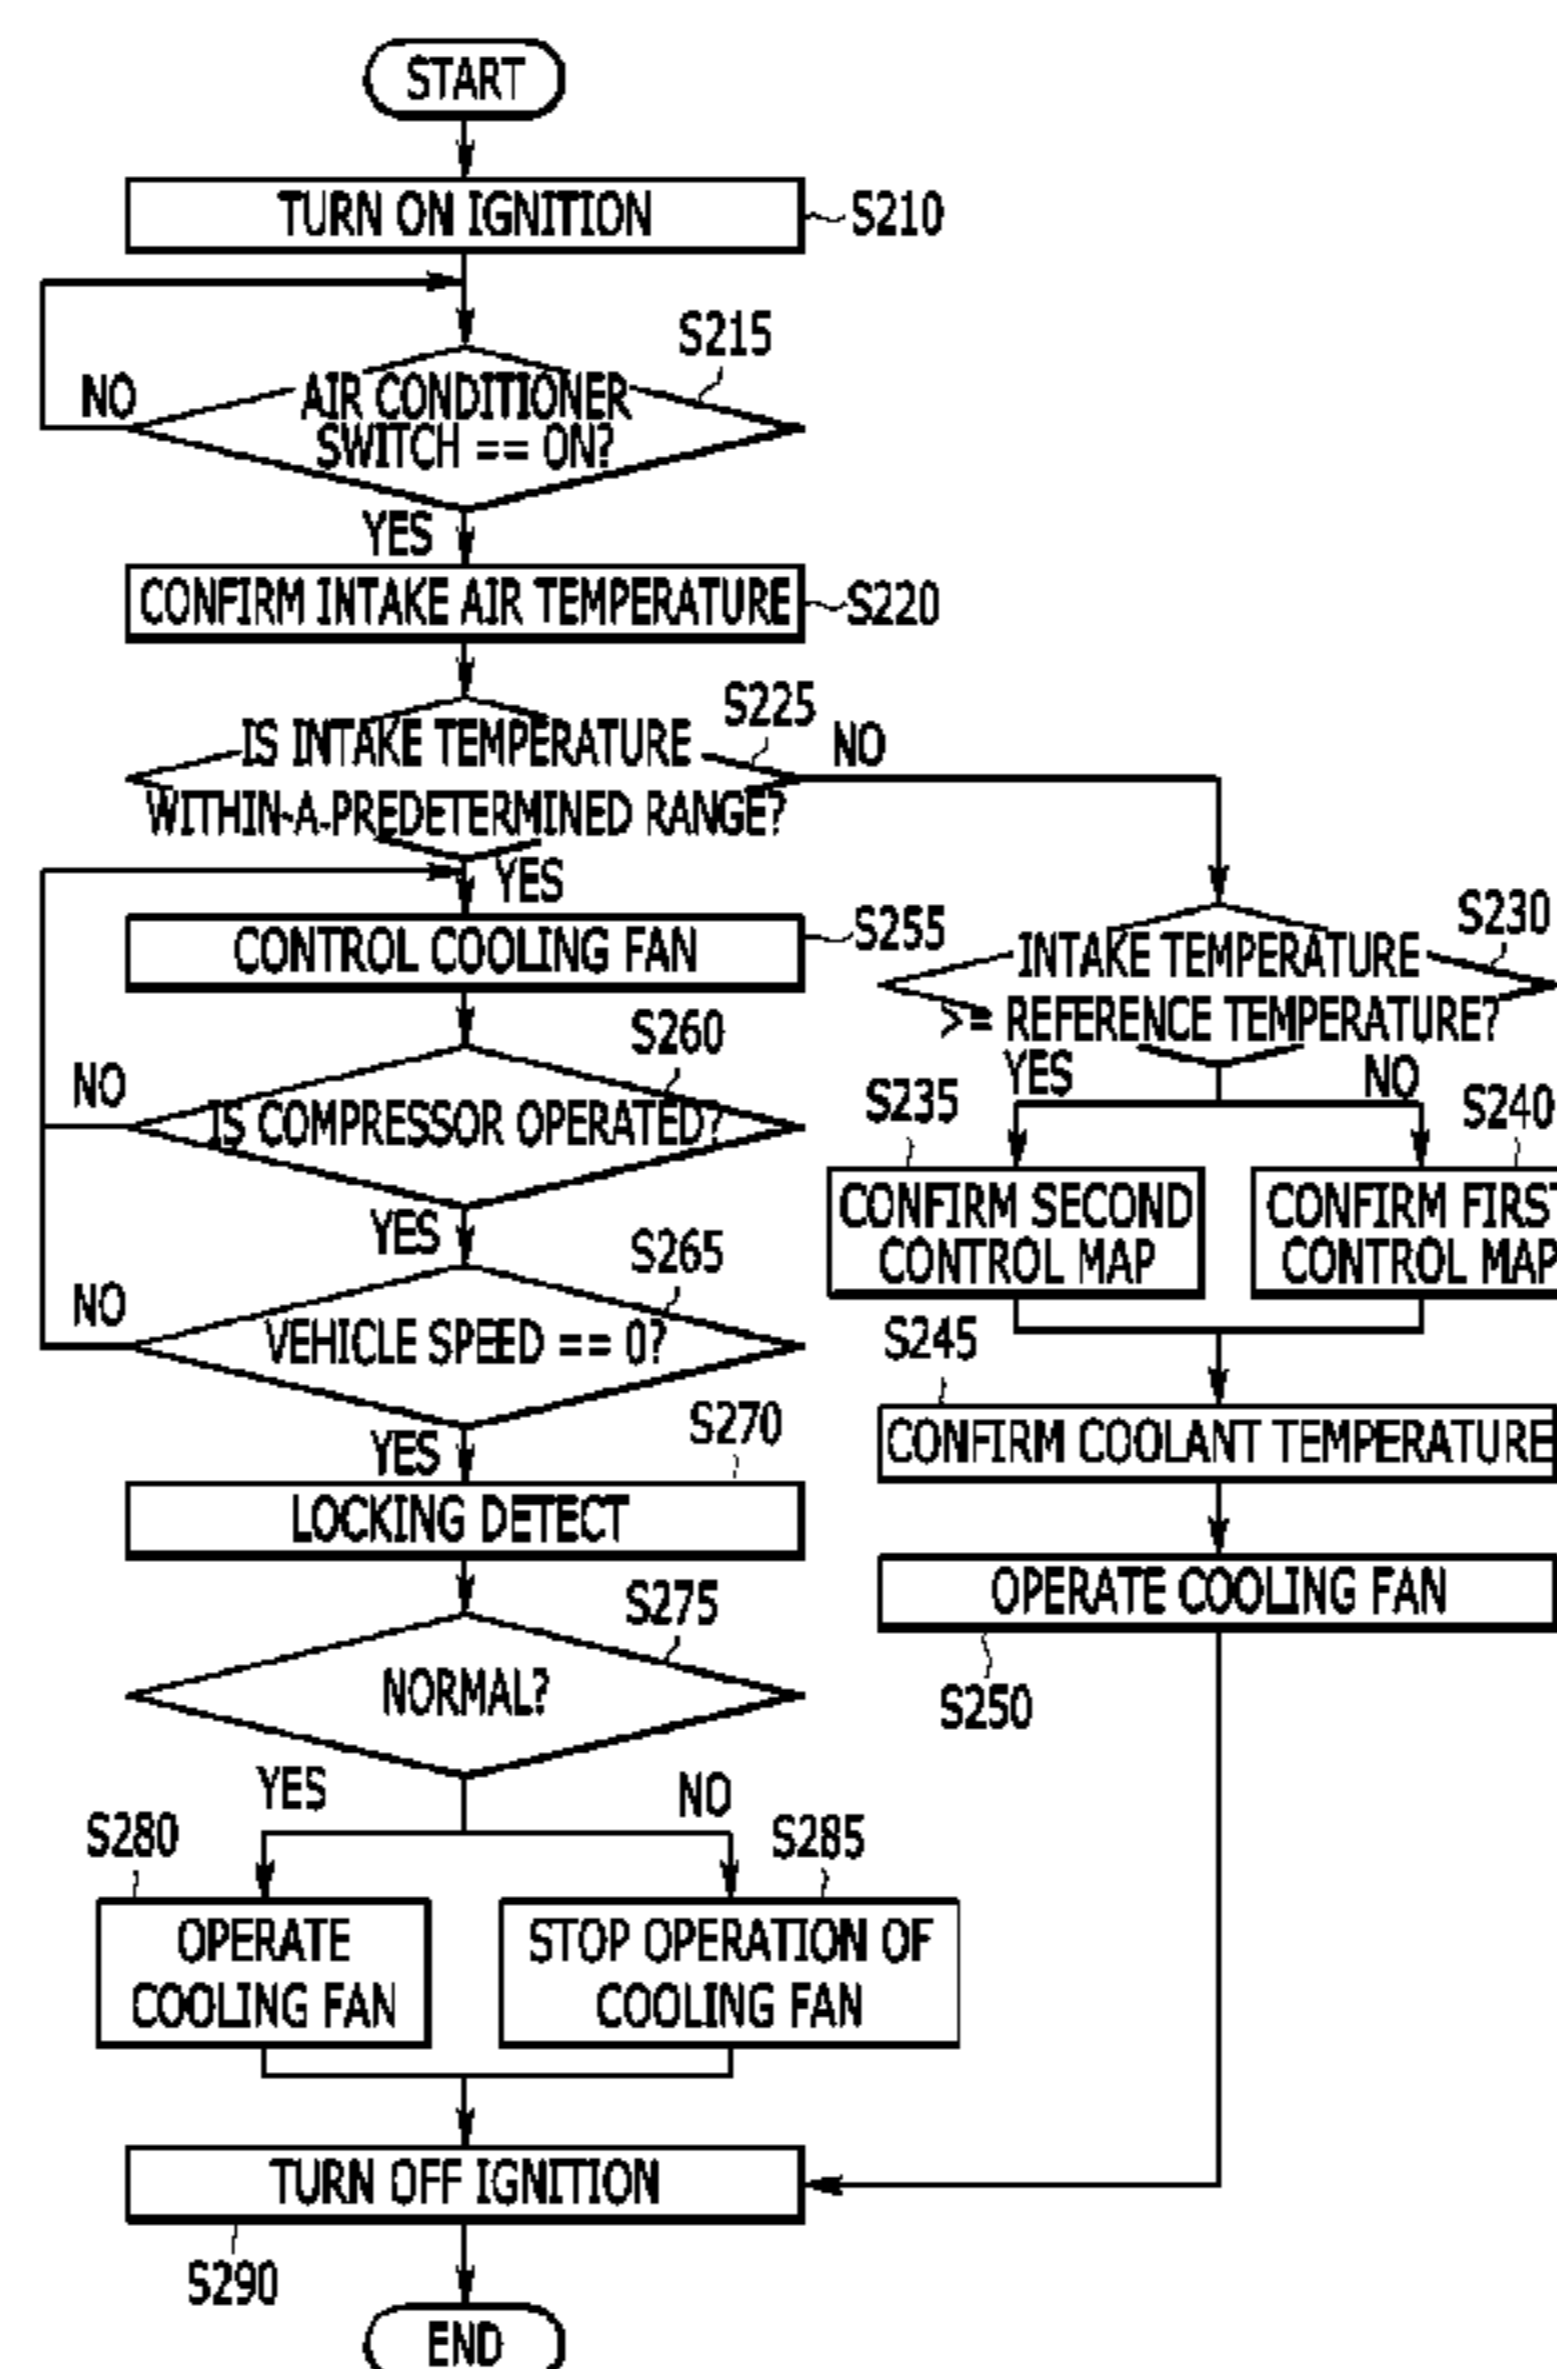 START
TURN ON IGNITION
S210
S215
NO
AIR CONDITIONER
SWITCH == ON?
YES
CONFIRM INTAKE AIR TEMPERATURE
S220
S225
IS INTAKE TEMPERATURE
NO
WITHIN-A-PREDETERMINED RANGE?
YES
CONTROL COOLING FAN
S255
S230
INTAKE TEMPERATURE
>= REFERENCE TEMPERATURE?
S260
NO
IS COMPRESSOR OPERATED?
YES
NO
S235
S240
CONFIRM SECOND
CONTROL MAP
CONFIRM FIRST
CONTROL MAP
YES
S265
NO
VEHICLE SPEED == 0?
S245
CONFIRM COOLANT TEMPERATURE
YES
S270
LOCKING DETECT
OPERATE COOLING FAN
S250
S275
NORMAL?
YES
NO
S280
S285
OPERATE
COOLING FAN
STOP OPERATION OF
COOLING FAN
TURN OFF IGNITION
S290
END